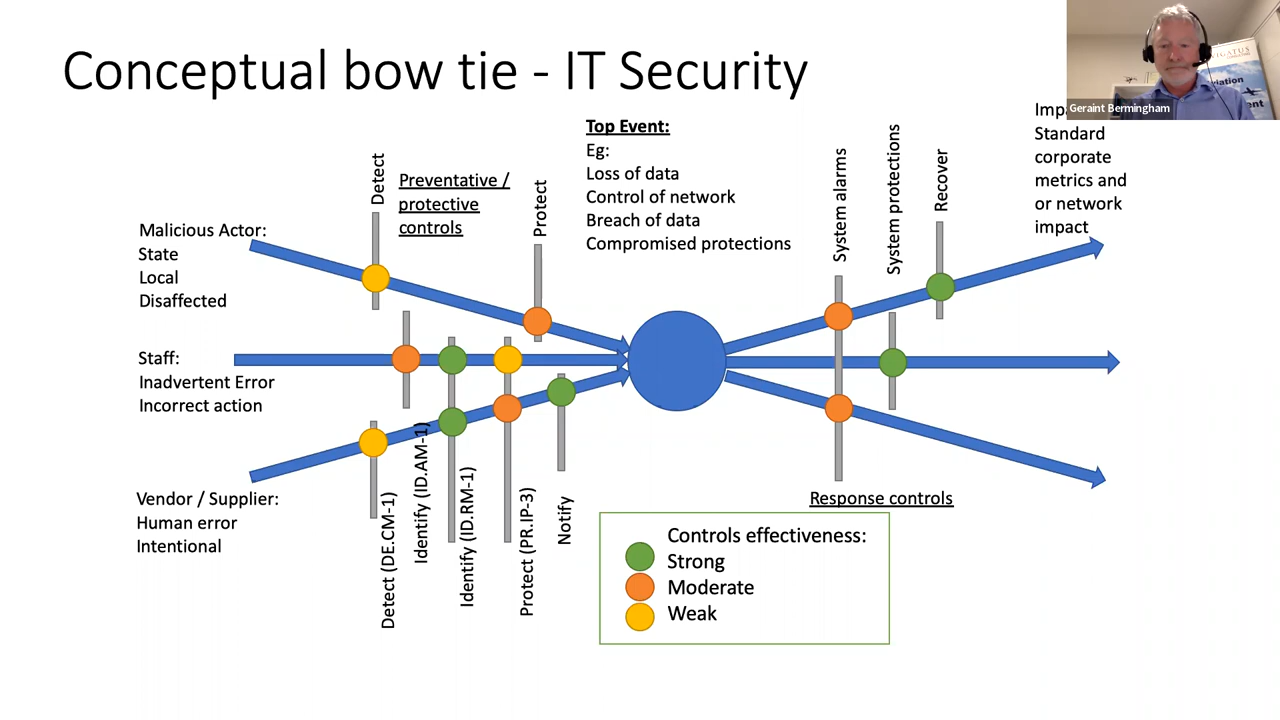 Conceptual bow tie - IT Security
Geraint Bermingham
Top Event:
Eg:
Loss of data
Control of network
Breach of data
Compromised protections
Detect
Preventative /
protective
controls
Protect
System alarms
System protections
Recover
Standard
corporate
metrics and
or network
impact
Malicious Actor:
State
Local
Disaffected
Staff:
Inadvertent Error
Incorrect action
Vendor / Supplier:
Human error
Intentional
Detect (DE.CM-1)
Identify (ID.AM-1)
Identify (ID.RM-1)
Protect (PR.IP-3)
Notify
Response controls
Controls effectiveness:
Strong
Moderate
Weak